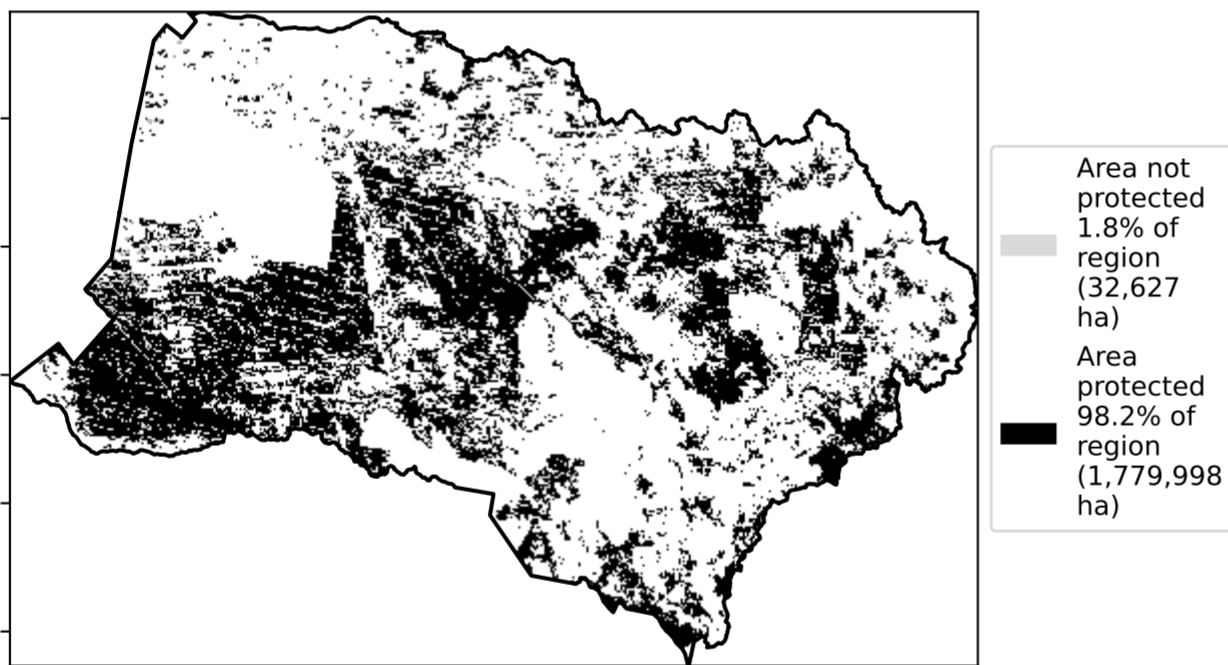 Area not
protected
1.8% of
region
(32,627
ha)
Area
protected
98.2% of
region
(1,779,998
ha)